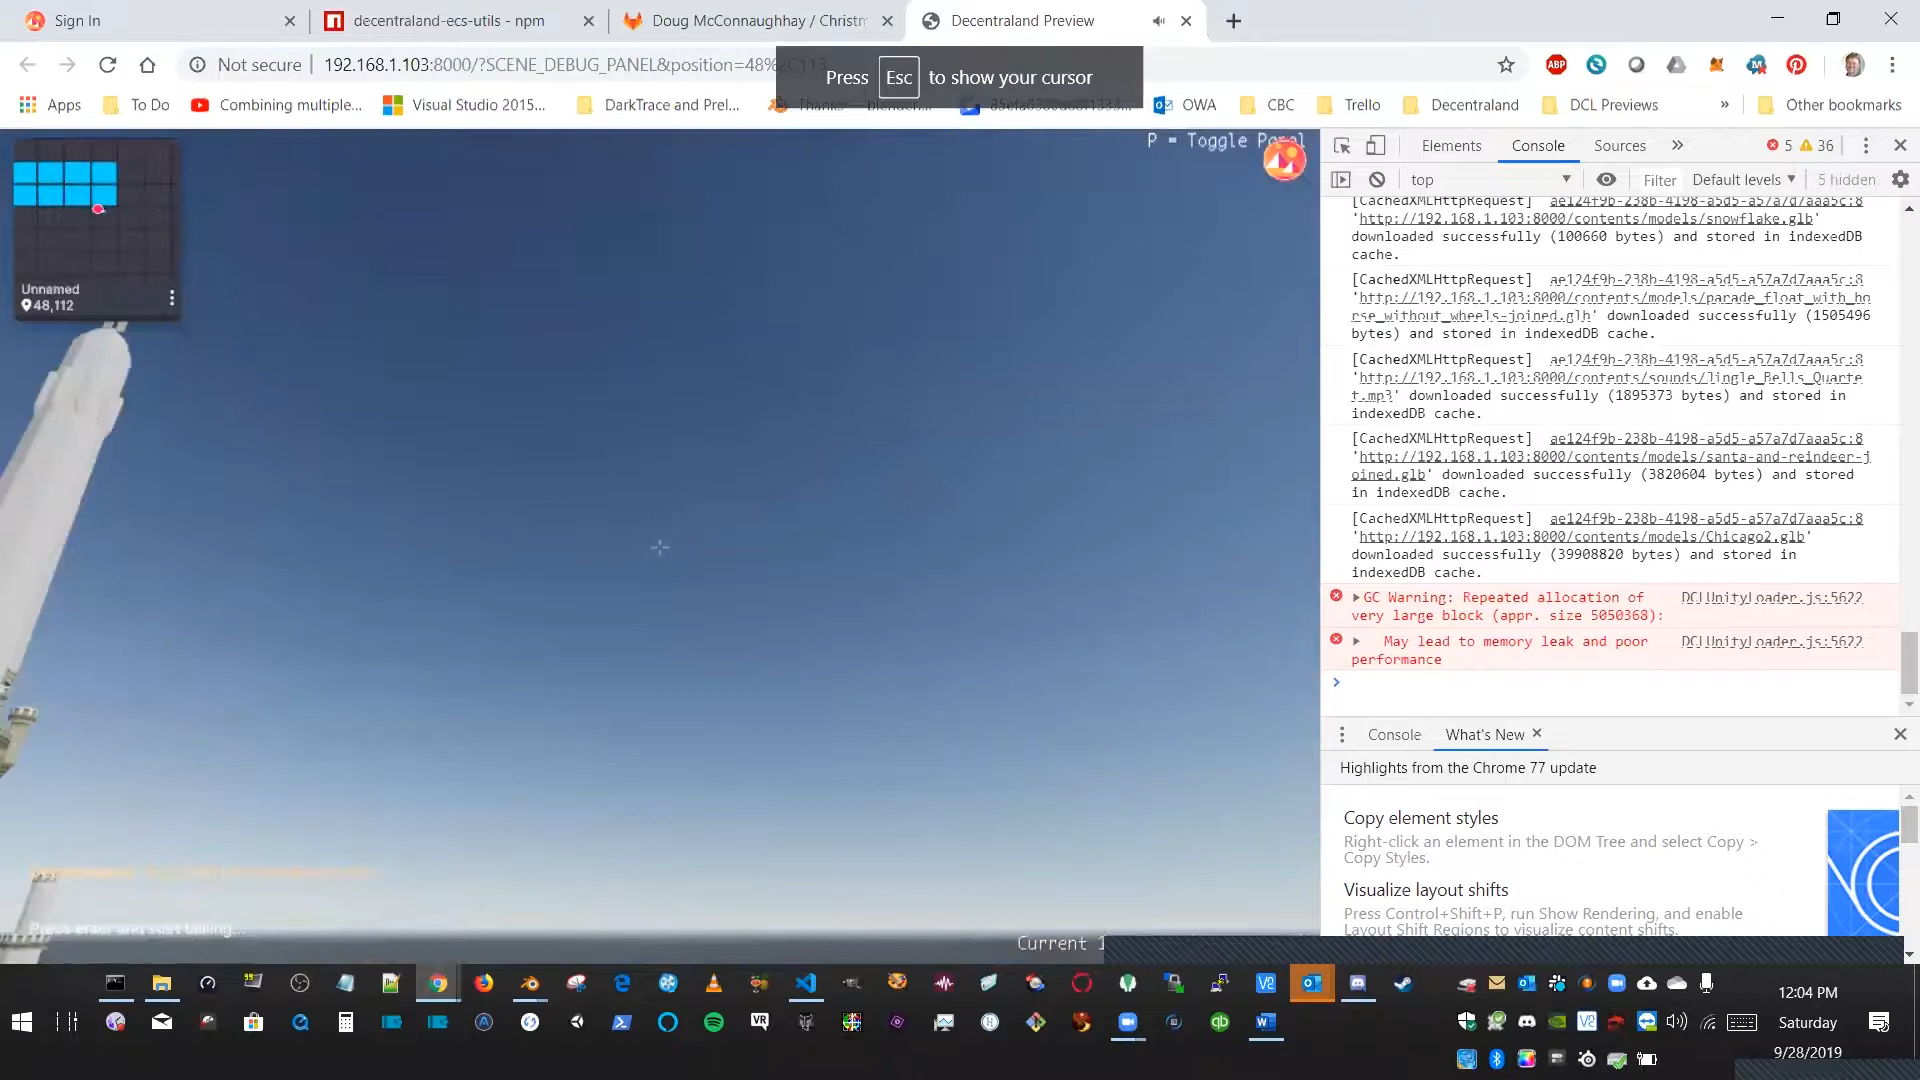 Sign In
decentraland-ecs-utils - npm
Doug McConnaughhay / Christm
Decentraland Preview
Not secure
192.168.1.103:8000/?SCENE_DEBUG_PANEL&position=48%2C113
Press Esc to show your cursor
Apps
To Do
Combining multiple...
Visual Studio 2015...
DarkTrace and Prel...
OWA
CBC
Trello
Decentraland
DCL Previews
»
Other bookmarks
P = Toggle Panel
Unnamed
48,112
Press enter and start talking...
Current
Elements
Console
Sources
»
5
36
top
Filter
Default levels
5 hidden
[CachedXMLHttpRequest] ae124f9b-238b-4198-a5d5-a57a7d7aaa5c:8
'http://192.168.1.103:8000/contents/models/snowflake.glb'
downloaded successfully (100660 bytes) and stored in indexedDB
cache.
[CachedXMLHttpRequest] ae124f9b-238b-4198-a5d5-a57a7d7aaa5c:8
'http://192.168.1.103:8000/contents/models/parade_float_with_ho
rse_without_wheels-joined.glb' downloaded successfully (1505496
bytes) and stored in indexedDB cache.
[CachedXMLHttpRequest] ae124f9b-238b-4198-a5d5-a57a7d7aaa5c:8
'http://192.168.1.103:8000/contents/sounds/Jingle_Bells_Quarte
t.mp3' downloaded successfully (1895373 bytes) and stored in
indexedDB cache.
[CachedXMLHttpRequest] ae124f9b-238b-4198-a5d5-a57a7d7aaa5c:8
'http://192.168.1.103:8000/contents/models/santa-and-reindeer-j
oined.glb' downloaded successfully (3820604 bytes) and stored
in indexedDB cache.
[CachedXMLHttpRequest] ae124f9b-238b-4198-a5d5-a57a7d7aaa5c:8
'http://192.168.1.103:8000/contents/models/Chicago2.glb'
downloaded successfully (39908820 bytes) and stored in
indexedDB cache.
GC Warning: Repeated allocation of DCLUnityLoader.js:5622
very large block (appr. size 5050368):
May lead to memory leak and poor DCLUnityLoader.js:5622
performance
Console
What's New
Highlights from the Chrome 77 update
Copy element styles
Right-click an element in the DOM Tree and select Copy >
Copy Styles.
Visualize layout shifts
Press Control+Shift+P, run Show Rendering, and enable
Layout Shift Regions to visualize content shifts.
12:04 PM
Saturday
9/28/2019